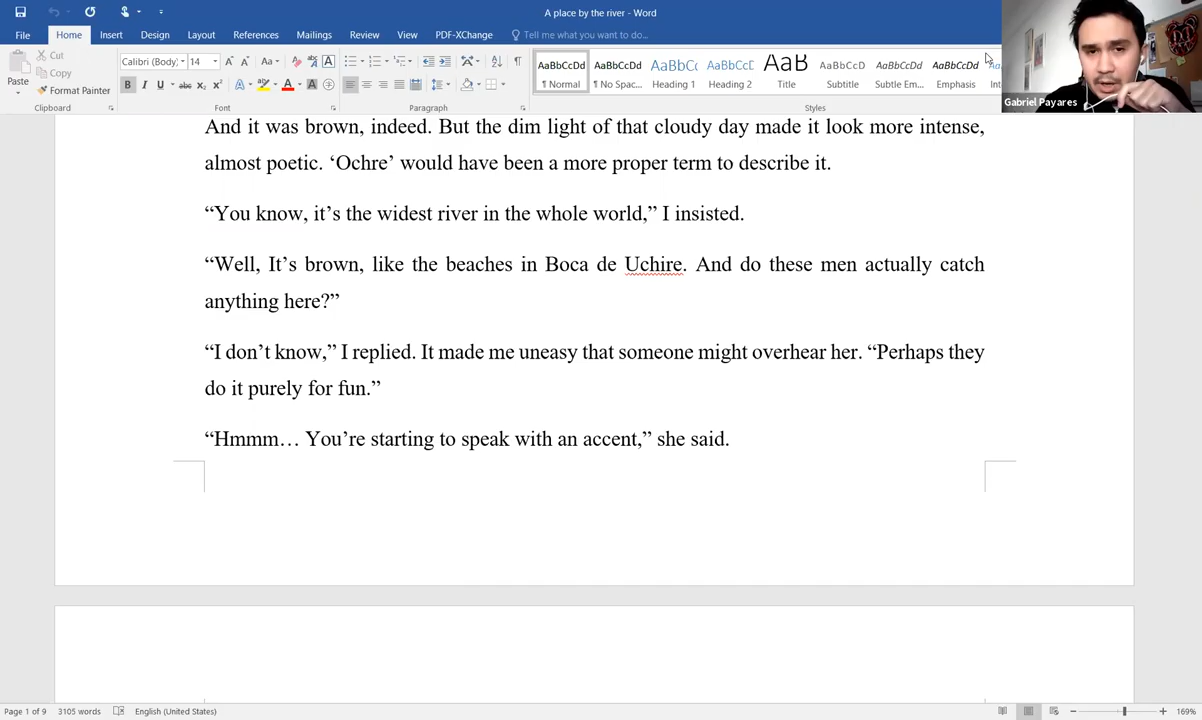 A place by the river - Word
File Home Insert Design Layout References Mailings Review View PDF-XChange Tell me what you want to do...
Paste Cut Copy Format Painter Clipboard
Calibri (Body) 14 Font
Paragraph
AaBbCcDd ¶ Normal AaBbCcDd ¶ No Spac... AaBbCc Heading 1 AaBbCcC Heading 2 AaB Title AaBbCcD Subtitle AaBbCcDd Subtle Em... AaBbCcDd Emphasis
Styles
Gabriel Payares
And it was brown, indeed. But the dim light of that cloudy day made it look more intense,
almost poetic. ‘Ochre’ would have been a more proper term to describe it.
“You know, it’s the widest river in the whole world,” I insisted.
“Well, It’s brown, like the beaches in Boca de Uchire. And do these men actually catch
anything here?”
“I don’t know,” I replied. It made me uneasy that someone might overhear her. “Perhaps they
do it purely for fun.”
“Hmmm… You’re starting to speak with an accent,” she said.
Page 1 of 9 3105 words English (United States) 169%